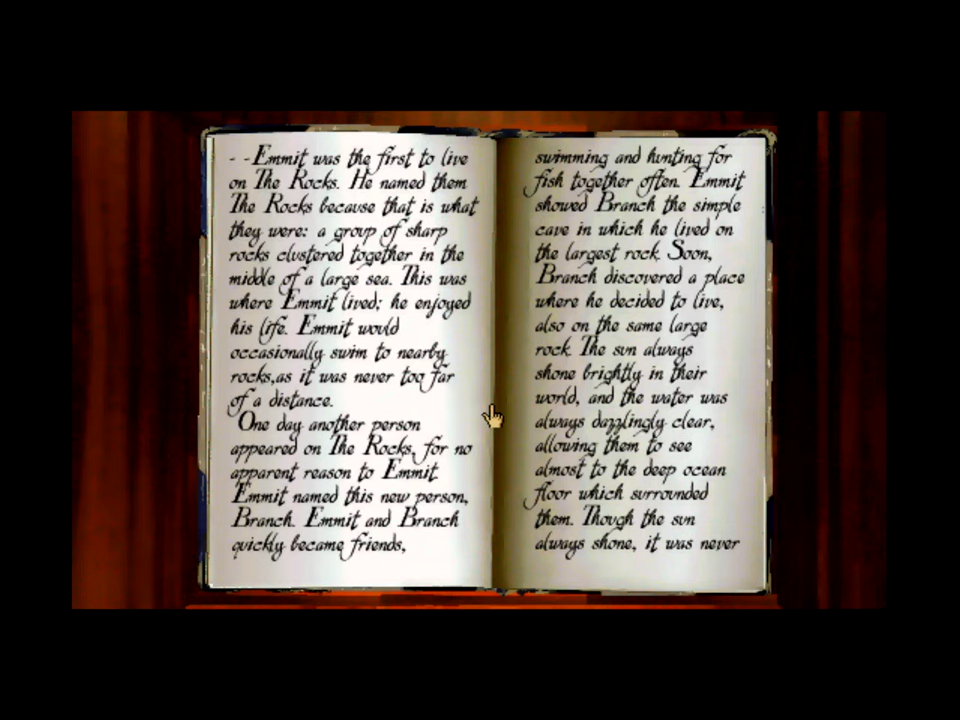 - -Emmit was the first to live
on The Rocks. He named them
The Rocks because that is what
they were: a group of sharp
rocks clustered together in the
middle of a large sea. This was
where Emmit lived; he enjoyed
his life. Emmit would
occasionally swim to nearby
rocks,as it was never too far
of a distance.
One day another person
appeared on The Rocks, for no
apparent reason to Emmit
Emmit named this new person,
Branch. Emmit and Branch
quickly became friends,
swimming and hunting for
fish together often. Emmit
showed Branch the simple
cave in which he lived on
the largest rock. Soon,
Branch discovered a place
where he decided to live,
also on the same large
rock. The sun always
shone brightly in their
world, and the water was
always dazzlingly clear,
allowing them to see
almost to the deep ocean
floor which surrounded
them. Though the sun
always shone, it was never